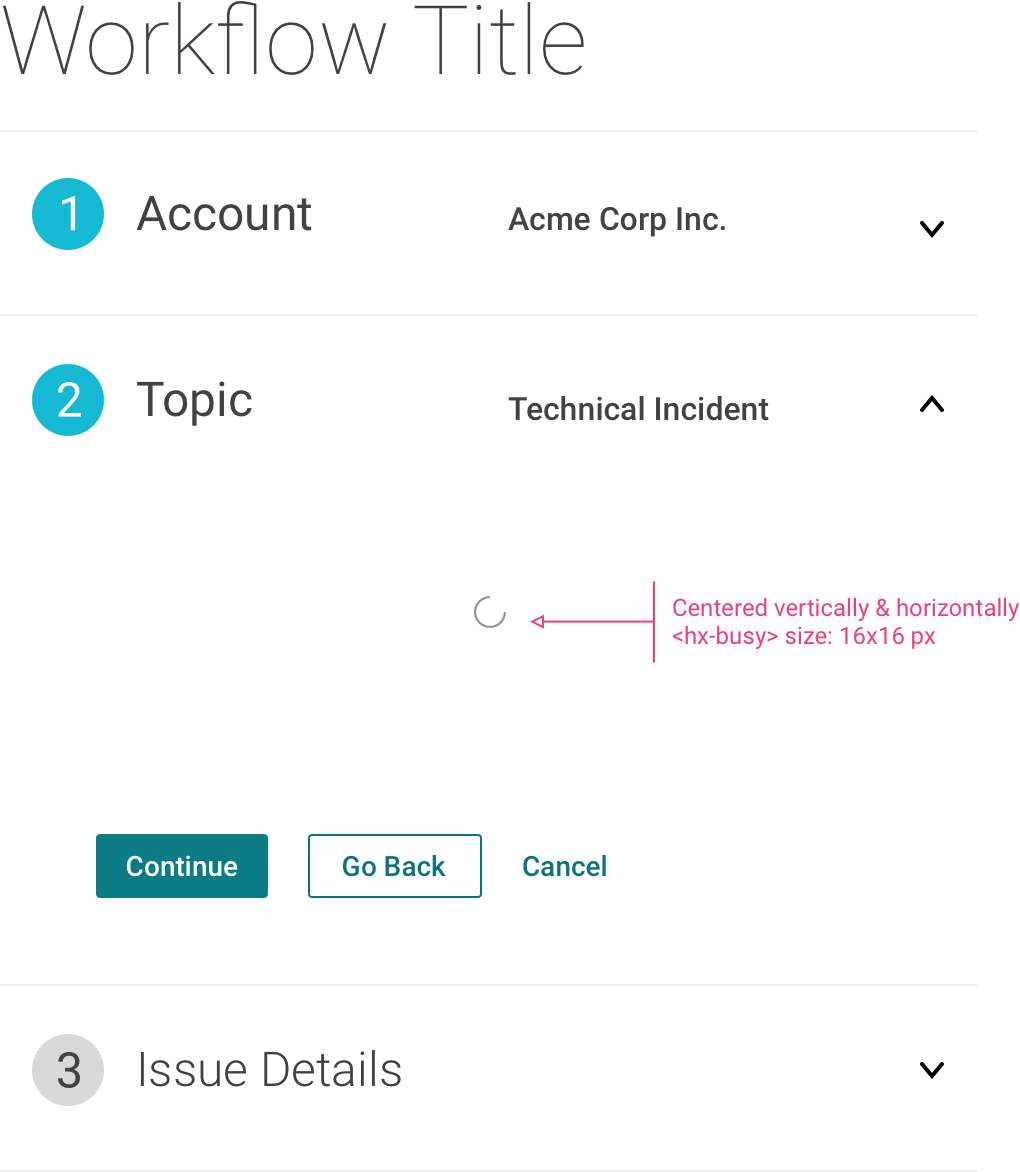 Workflow Title
1 Account Acme Corp Inc.
2 Topic Technical Incident
Centered vertically & horizontally
<hx-busy> size: 16x16 px
Continue Go Back Cancel
3 Issue Details